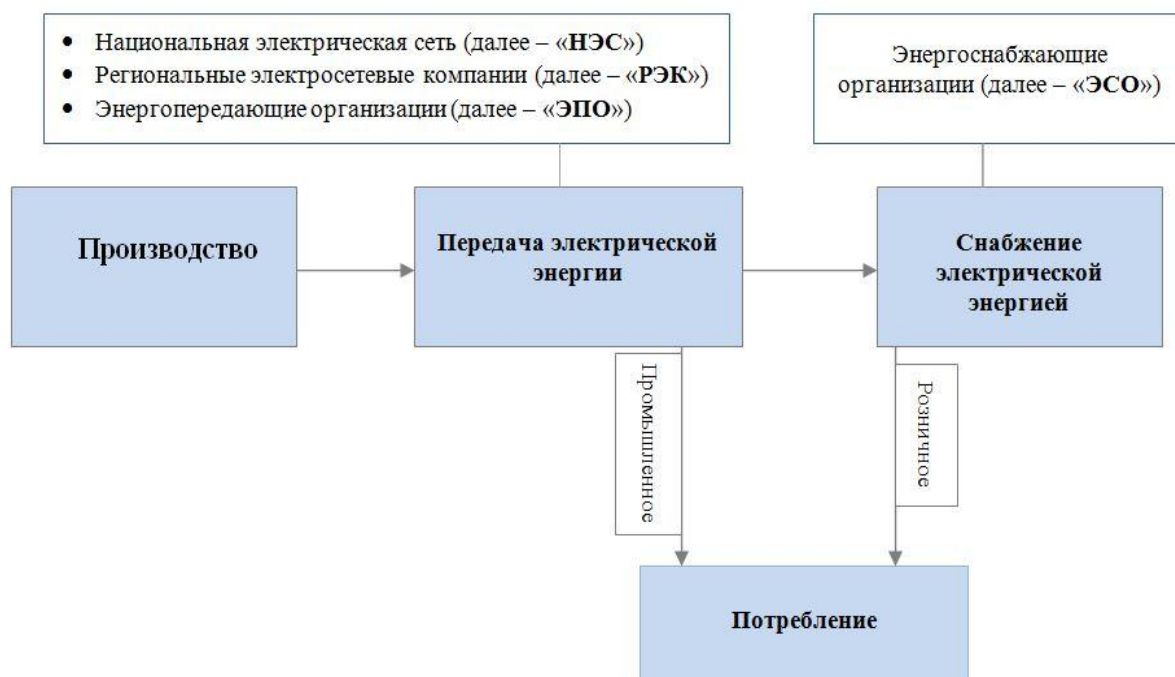 • Национальная электрическая сеть (далее – «НЭС»)
• Региональные электросетевые компании (далее – «РЭК»)
• Энергопередающие организации (далее – «ЭПО»)
Энергоснабжающие
организации (далее – «ЭСО»)
Производство
Передача электрической
энергии
Снабжение
электрической
энергией
Промышленное
Розничное
Потребление